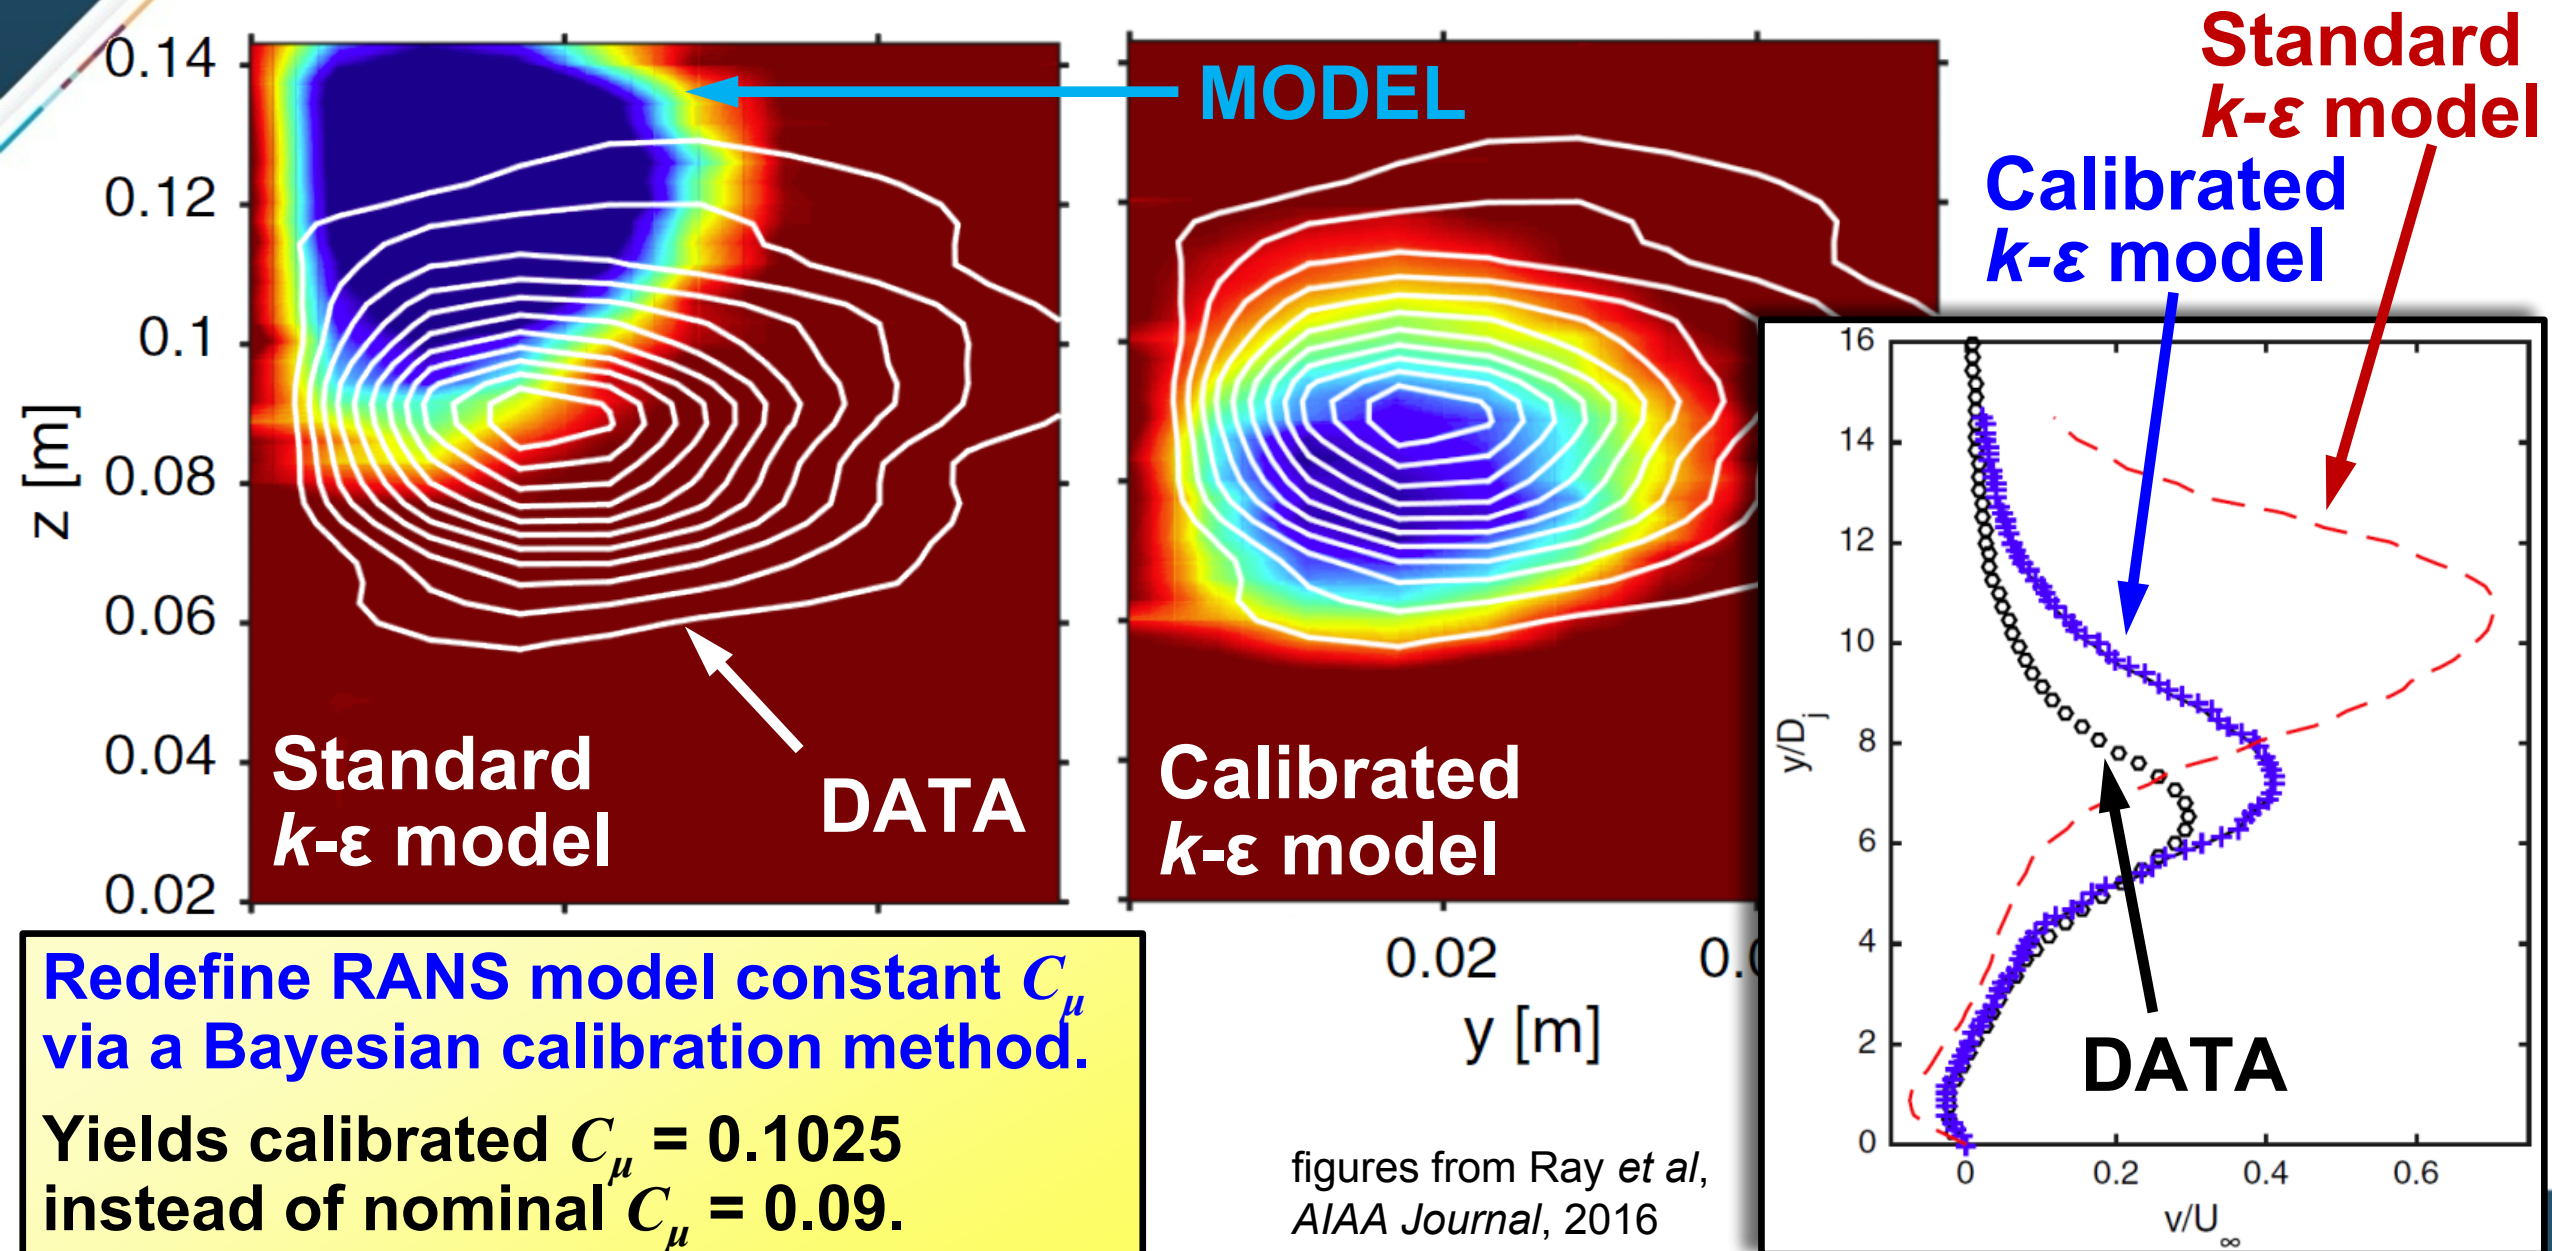 0.14
0.12
0.1
0.08
0.06
0.04
0.02
z [m]
MODEL
Standard
k-ε model
DATA
Calibrated
k-ε model
0.02
y [m]
Standard
k-ε model
Calibrated
k-ε model
16
14
12
10
8
6
4
2
0
y/Dj
0
0.2
0.4
0.6
v/U∞
DATA
Redefine RANS model constant Cμ
via a Bayesian calibration method.
Yields calibrated Cμ = 0.1025
instead of nominal Cμ = 0.09.
figures from Ray et al,
AIAA Journal, 2016